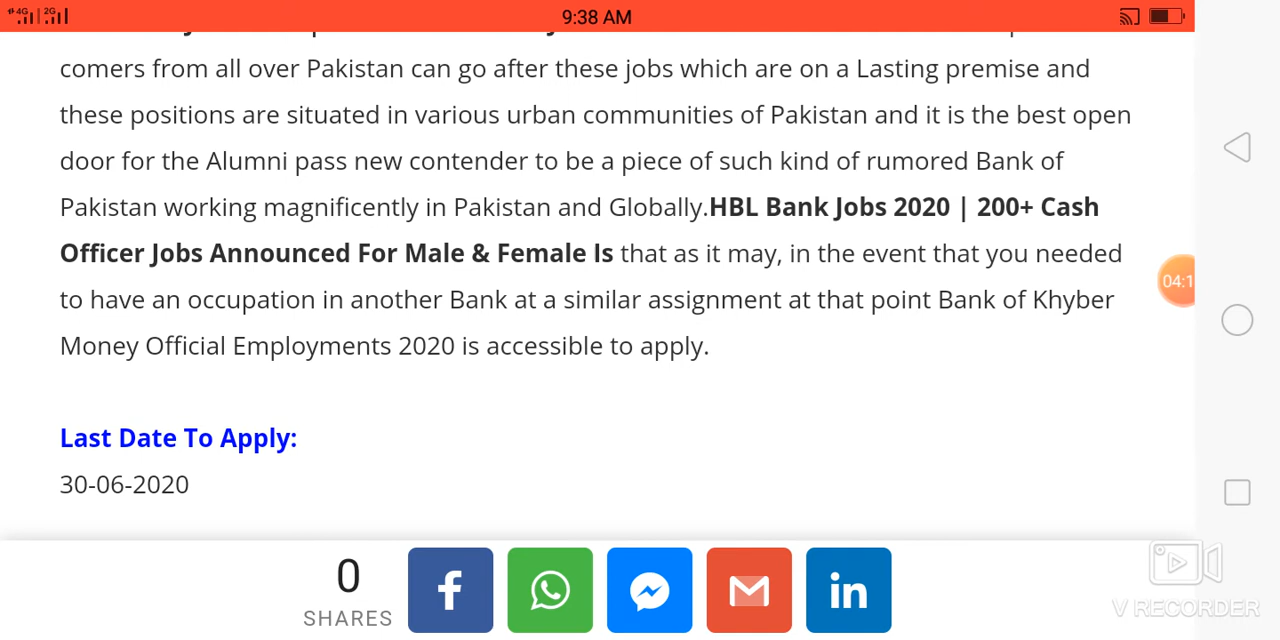 4G 2G 9:38 AM
comers from all over Pakistan can go after these jobs which are on a Lasting premise and
these positions are situated in various urban communities of Pakistan and it is the best open
door for the Alumni pass new contender to be a piece of such kind of rumored Bank of
Pakistan working magnificently in Pakistan and Globally.HBL Bank Jobs 2020 | 200+ Cash
Officer Jobs Announced For Male & Female Is that as it may, in the event that you needed
04:1
to have an occupation in another Bank at a similar assignment at that point Bank of Khyber
Money Official Employments 2020 is accessible to apply.
Last Date To Apply:
30-06-2020
0
SHARES
f
in
V RECORDER